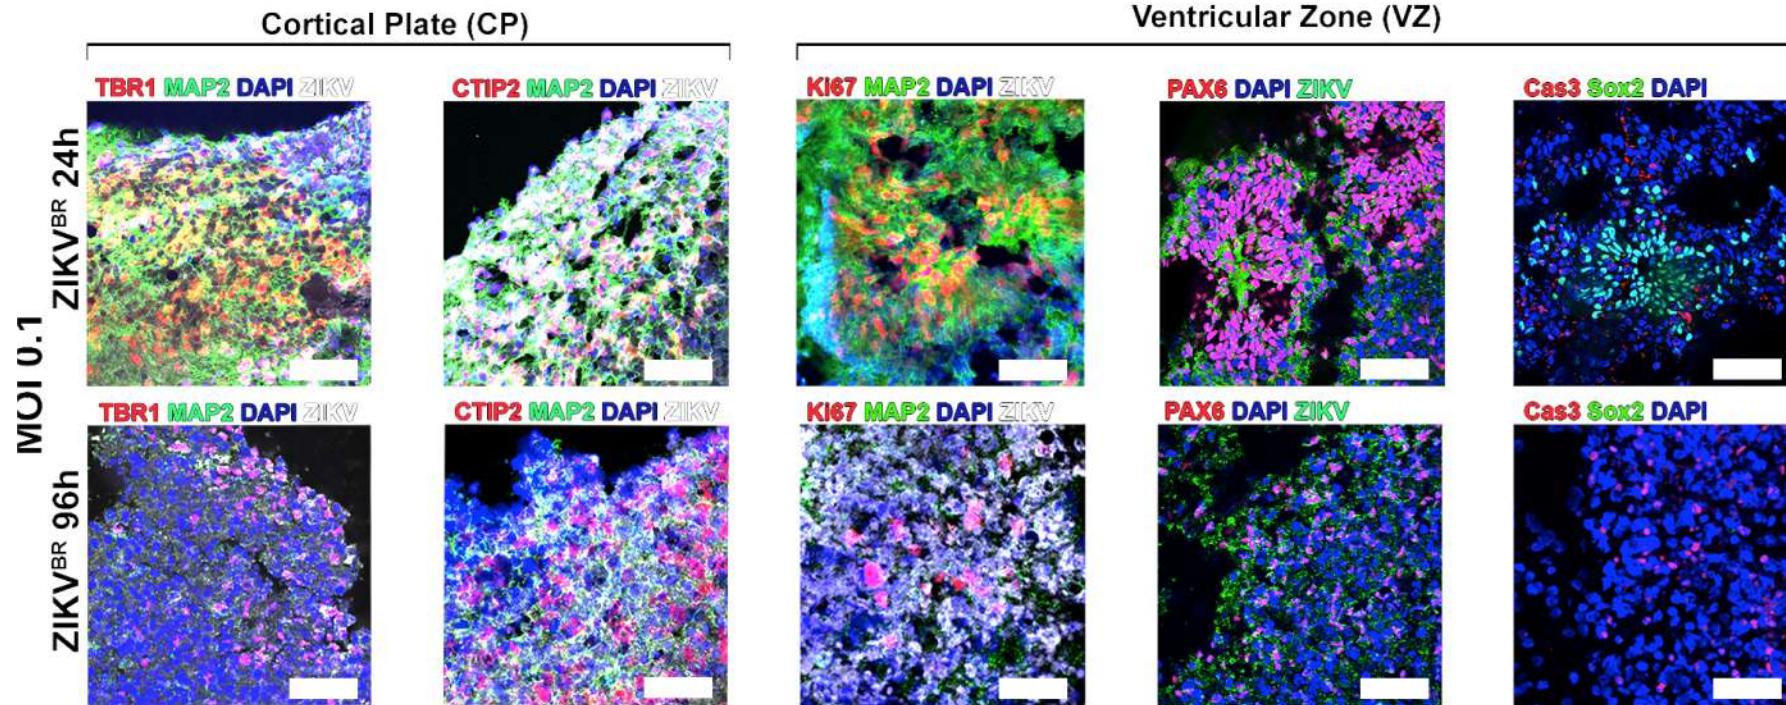 Cortical Plate (CP)
Ventricular Zone (VZ)
TBR1 MAP2 DAPI ZIKV
CTIP2 MAP2 DAPI ZIKV
Ki67 MAP2 DAPI ZIKV
PAX6 DAPI ZIKV
Cas3 Sox2 DAPI
MOI 0.1
ZIKVᴮᴿ 24h
TBR1 MAP2 DAPI ZIKV
CTIP2 MAP2 DAPI ZIKV
Ki67 MAP2 DAPI ZIKV
PAX6 DAPI ZIKV
Cas3 Sox2 DAPI
ZIKVᴮᴿ 96h